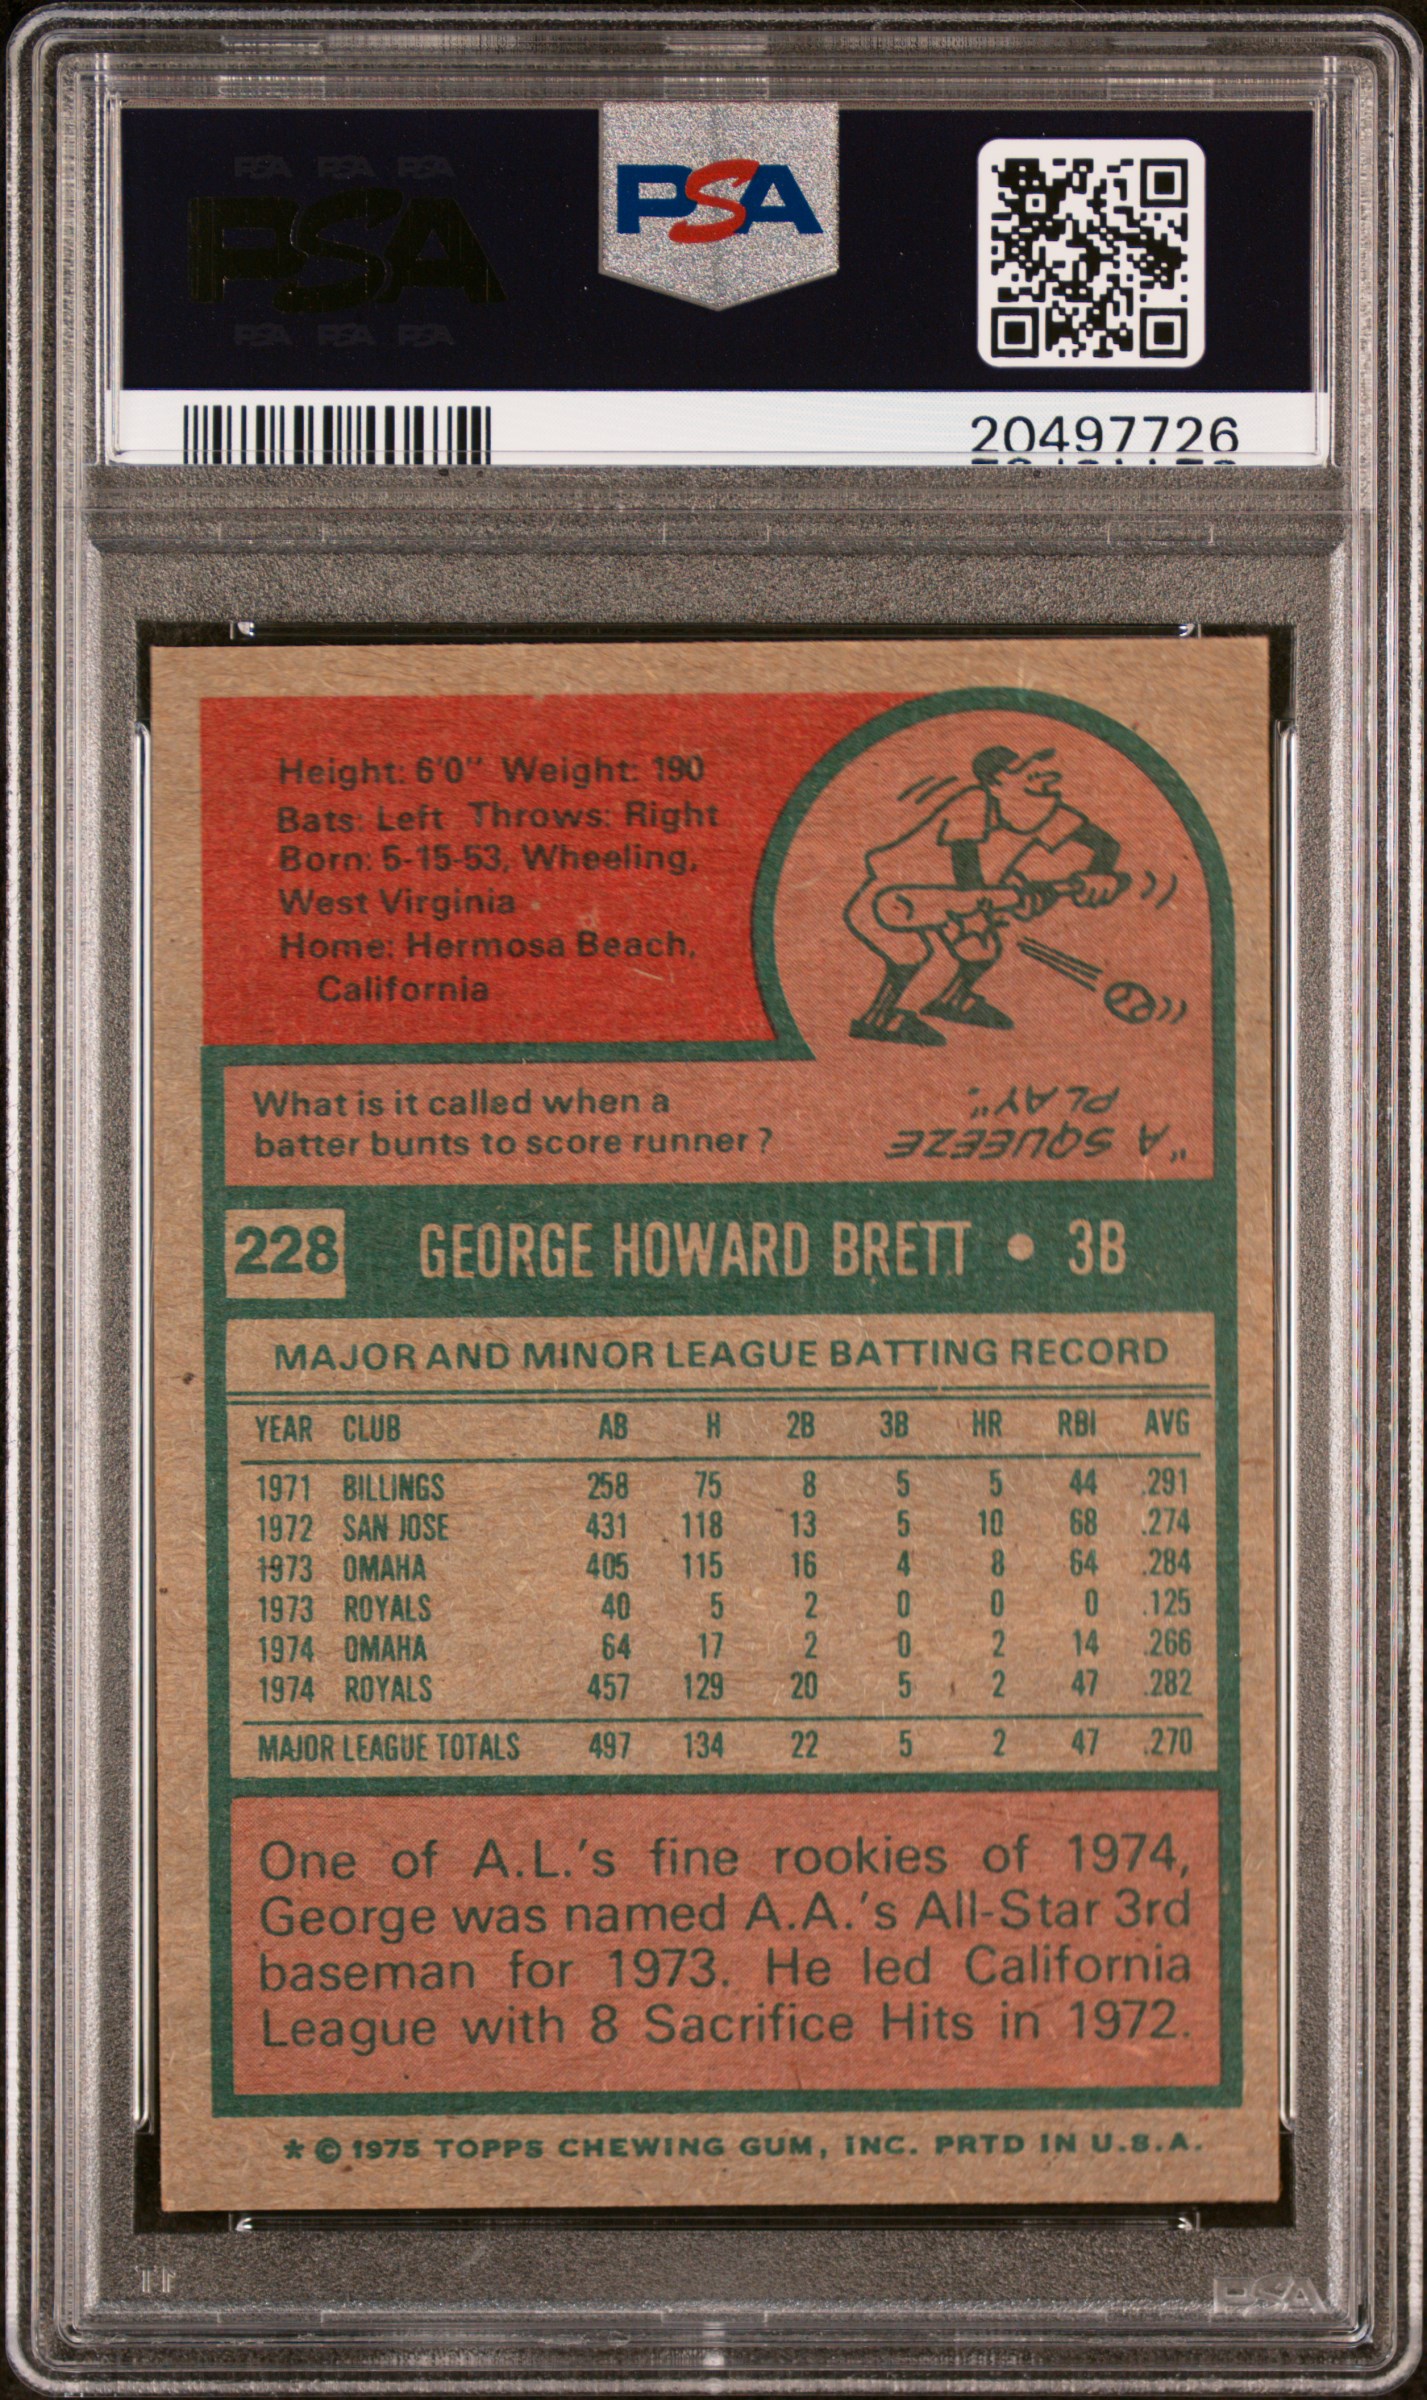 PSA PSA PSA
PSA
PSA PSA PSA
PSA
20497726
Height: 6'0" Weight: 190
Bats: Left Throws: Right
Born: 5-15-53, Wheeling,
West Virginia
Home: Hermosa Beach,
California
What is it called when a
batter bunts to score runner?
"A SQUEEZE
PLAY".
228 GEORGE HOWARD BRETT • 3B
MAJOR AND MINOR LEAGUE BATTING RECORD
YEAR CLUB AB H 2B 3B HR RBI AVG
1971 BILLINGS 258 75 8 5 5 44 .291
1972 SAN JOSE 431 118 13 5 10 68 .274
1973 OMAHA 405 115 16 4 8 64 .284
1973 ROYALS 40 5 2 0 0 0 .125
1974 OMAHA 64 17 2 0 2 14 .266
1974 ROYALS 457 129 20 5 2 47 .282
MAJOR LEAGUE TOTALS 497 134 22 5 2 47 .270
One of A.L.'s fine rookies of 1974,
George was named A.A.'s All-Star 3rd
baseman for 1973. He led California
League with 8 Sacrifice Hits in 1972.
* © 1975 TOPPS CHEWING GUM, INC. PRTD IN U.S.A.
PSA